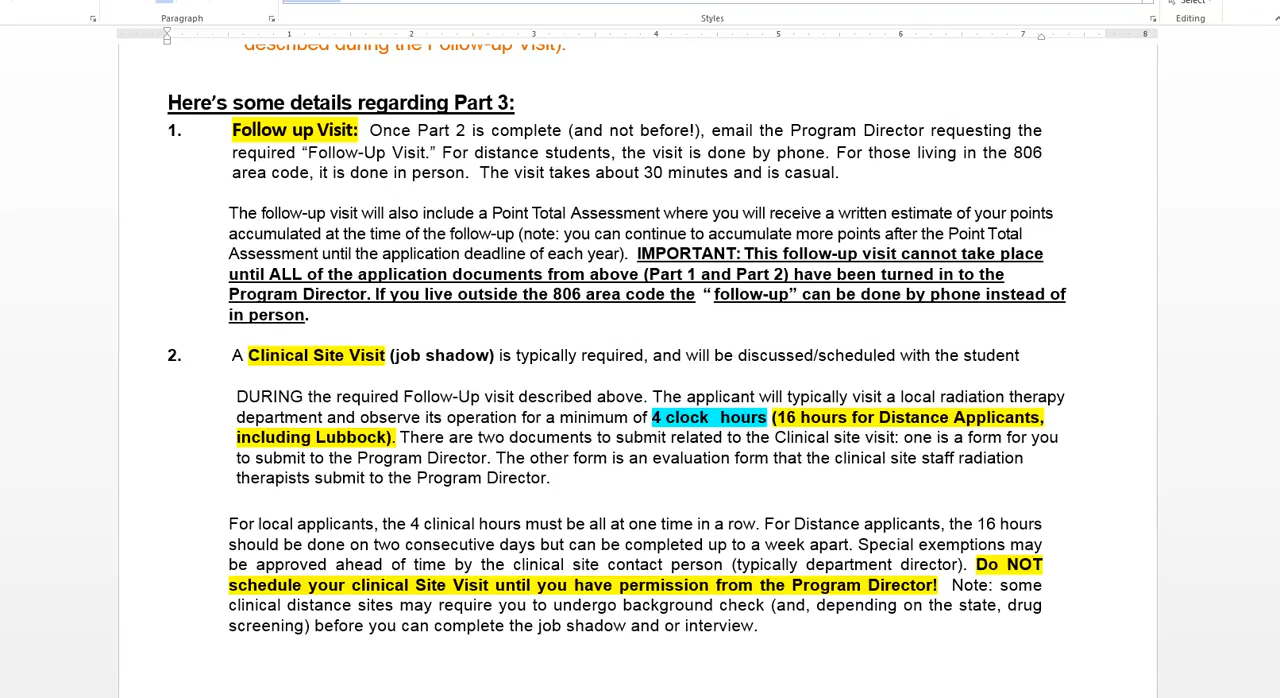 Select
Paragraph
Styles
Editing
1 2 3 4 5 6 7 8
described during the Follow-up Visit).
Here's some details regarding Part 3:
1. Follow up Visit: Once Part 2 is complete (and not before!), email the Program Director requesting the
required “Follow-Up Visit.” For distance students, the visit is done by phone. For those living in the 806
area code, it is done in person. The visit takes about 30 minutes and is casual.
The follow-up visit will also include a Point Total Assessment where you will receive a written estimate of your points
accumulated at the time of the follow-up (note: you can continue to accumulate more points after the Point Total
Assessment until the application deadline of each year). IMPORTANT: This follow-up visit cannot take place
until ALL of the application documents from above (Part 1 and Part 2) have been turned in to the
Program Director. If you live outside the 806 area code the “ follow-up” can be done by phone instead of
in person.
2. A Clinical Site Visit (job shadow) is typically required, and will be discussed/scheduled with the student
DURING the required Follow-Up visit described above. The applicant will typically visit a local radiation therapy
department and observe its operation for a minimum of 4 clock hours (16 hours for Distance Applicants,
including Lubbock). There are two documents to submit related to the Clinical site visit: one is a form for you
to submit to the Program Director. The other form is an evaluation form that the clinical site staff radiation
therapists submit to the Program Director.
For local applicants, the 4 clinical hours must be all at one time in a row. For Distance applicants, the 16 hours
should be done on two consecutive days but can be completed up to a week apart. Special exemptions may
be approved ahead of time by the clinical site contact person (typically department director). Do NOT
schedule your clinical Site Visit until you have permission from the Program Director! Note: some
clinical distance sites may require you to undergo background check (and, depending on the state, drug
screening) before you can complete the job shadow and or interview.